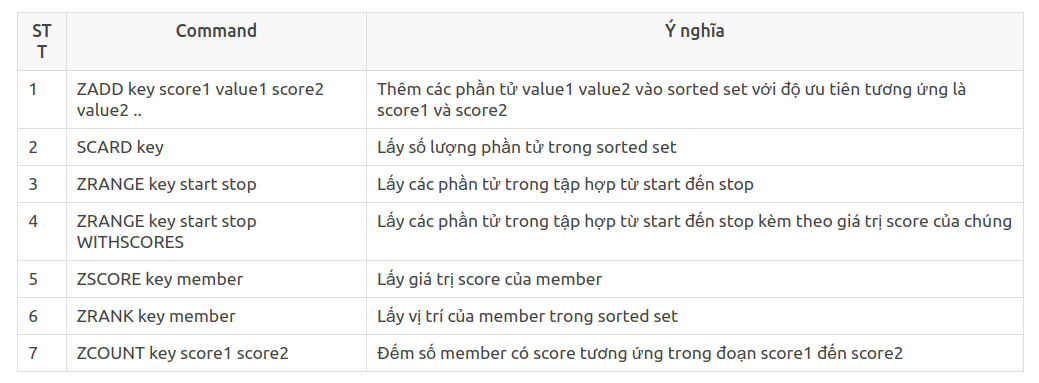 ST
T
Command
Ý nghĩa
1
ZADD key score1 value1 score2
value2 ..
Thêm các phần tử value1 value2 vào sorted set với độ ưu tiên tương ứng là
score1 và score2
2
SCARD key
Lấy số lượng phần tử trong sorted set
3
ZRANGE key start stop
Lấy các phần tử trong tập hợp từ start đến stop
4
ZRANGE key start stop
WITHSCORES
Lấy các phần tử trong tập hợp từ start đến stop kèm theo giá trị score của chúng
5
ZSCORE key member
Lấy giá trị score của member
6
ZRANK key member
Lấy vị trí của member trong sorted set
7
ZCOUNT key score1 score2
Đếm số member có score tương ứng trong đoạn score1 đến score2